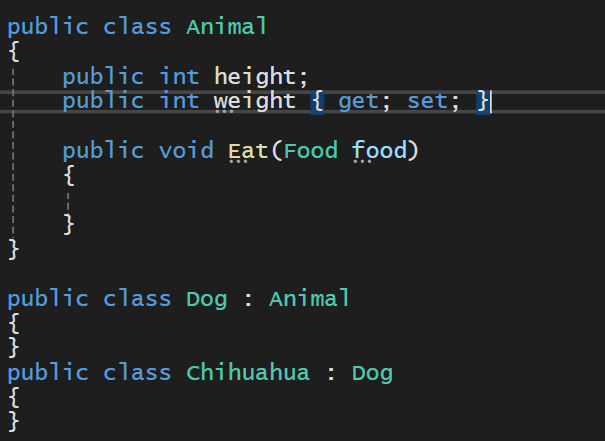 public class Animal
{
    public int height;
    public int weight { get; set; }
    public void Eat(Food food)
    {
    }
}
public class Dog : Animal
{
}
public class Chihuahua : Dog
{
}